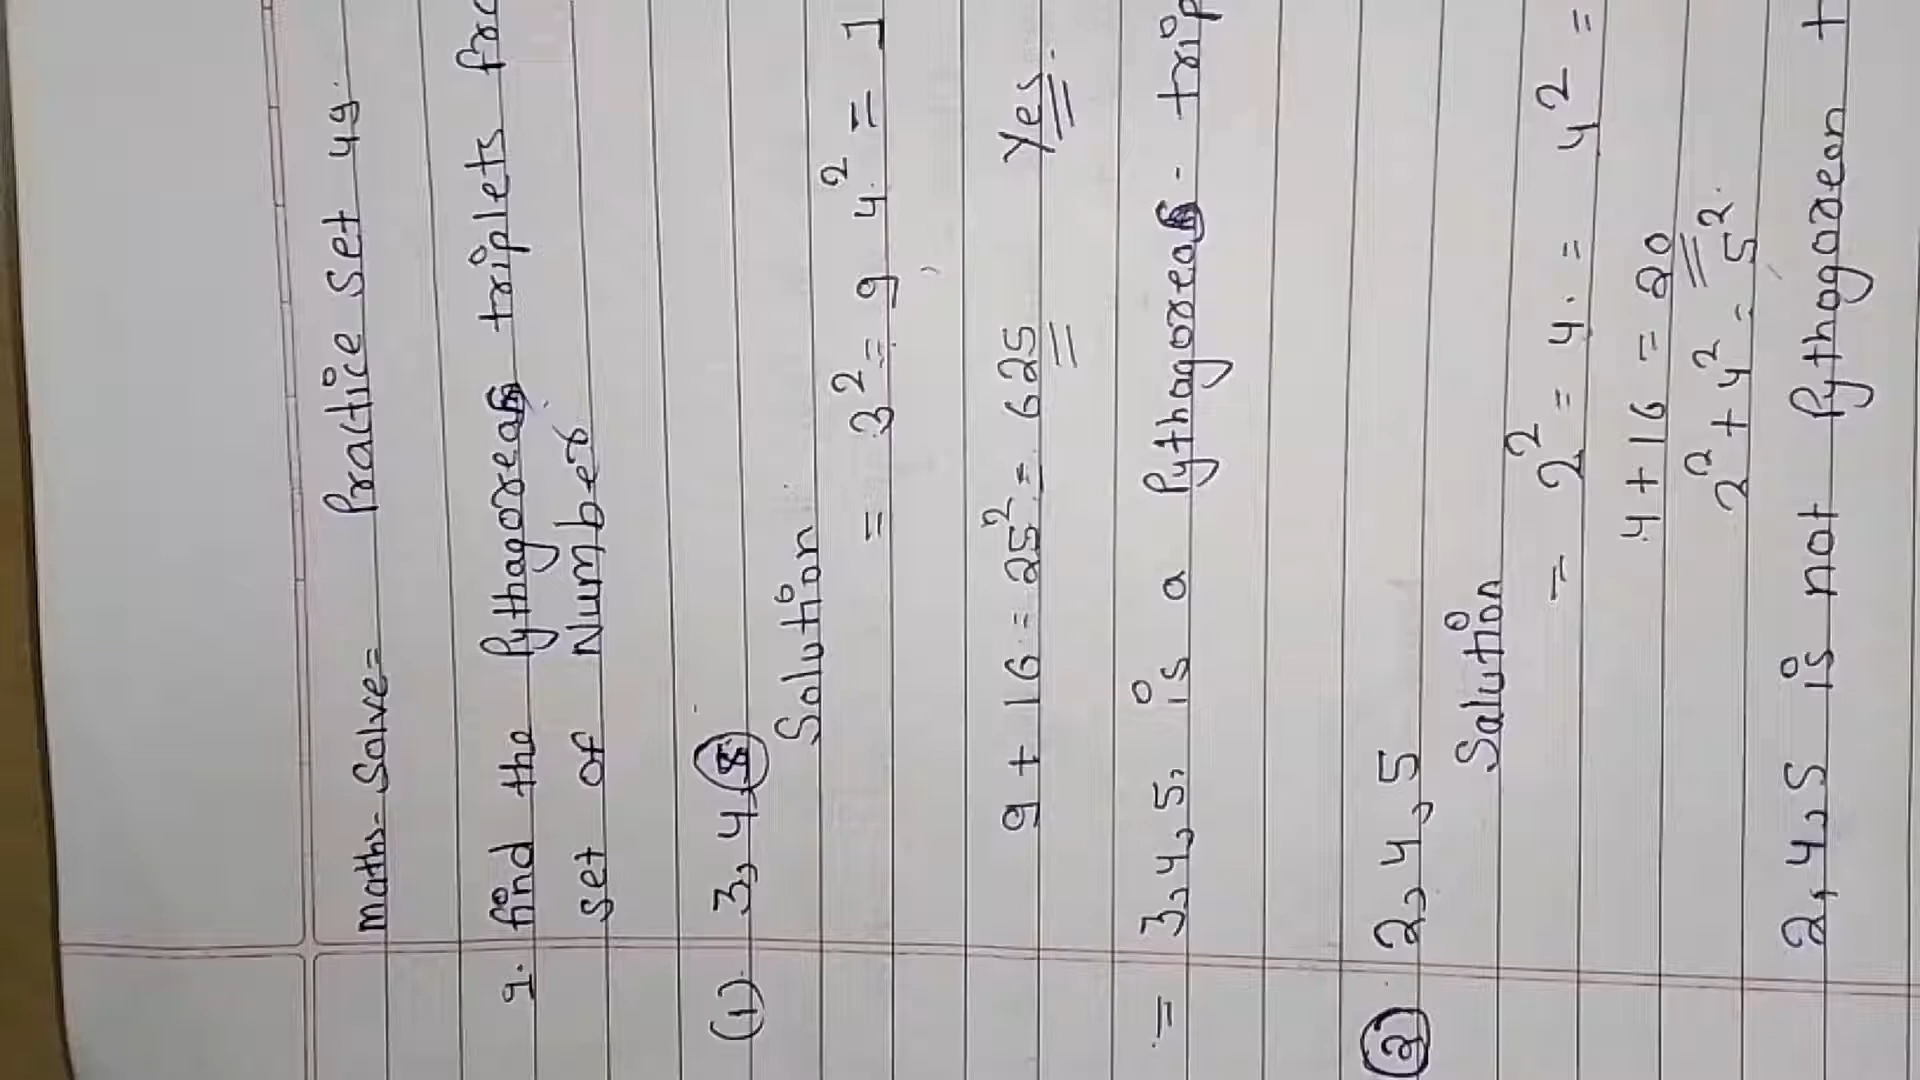 Maths - Solve = Practice set 49.
q. find the Pythagorean triplets
set of Number
(1) 3, 4, 5
Solution
= 3² = 9 4² = 1
9 + 16 = 25² = 625 Yes.
= 3, 4, 5, is a Pythagorean - trip
(2) 2, 4, 5
Solution
= 2² = 4. = 4² =
4 + 16 = 20
2² + 4² = 5².
2, 4, 5 is not Pythagorean t